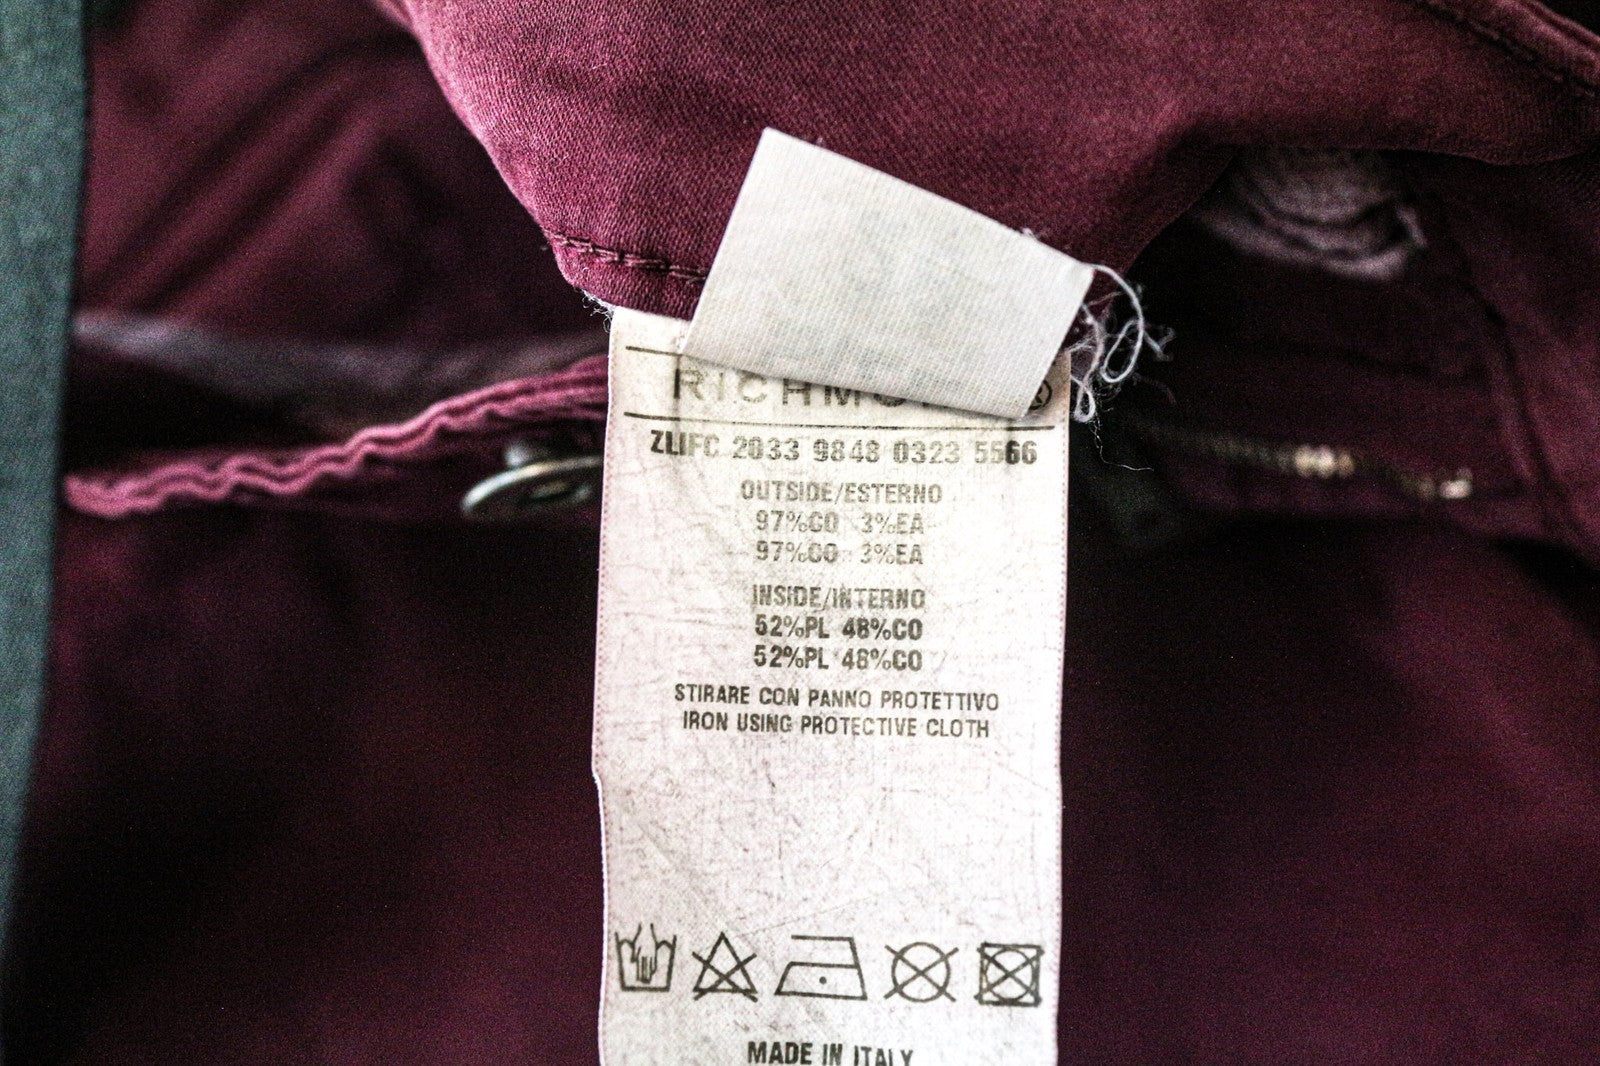 ZLIFC 2033 9848 0323 5566
OUTSIDE/ESTERNO
97%CO 3%EA
97%CO 3%EA
INSIDE/INTERNO
52%PL 48%CO
52%PL 48%CO
STIRARE CON PANNO PROTETTIVO
IRON USING PROTECTIVE CLOTH
MADE IN ITALY